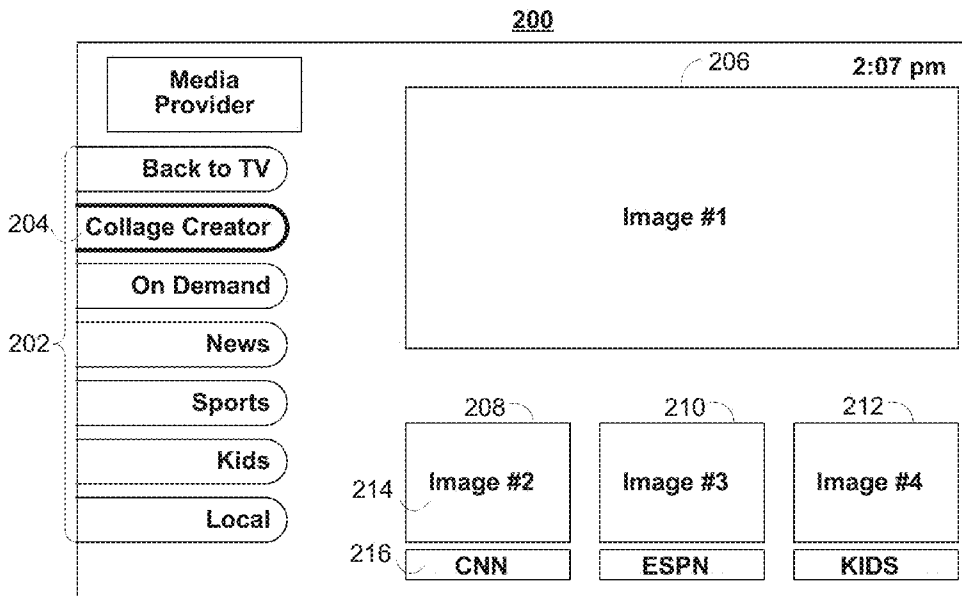 200
2:07 pm
206
Media
Provider
Back to TV
204
Collage Creator
Image #1
On Demand
202
News
Sports
Kids
Local
208
210
212
214
Image #2
Image #3
Image #4
216
CNN
ESPN
KIDS